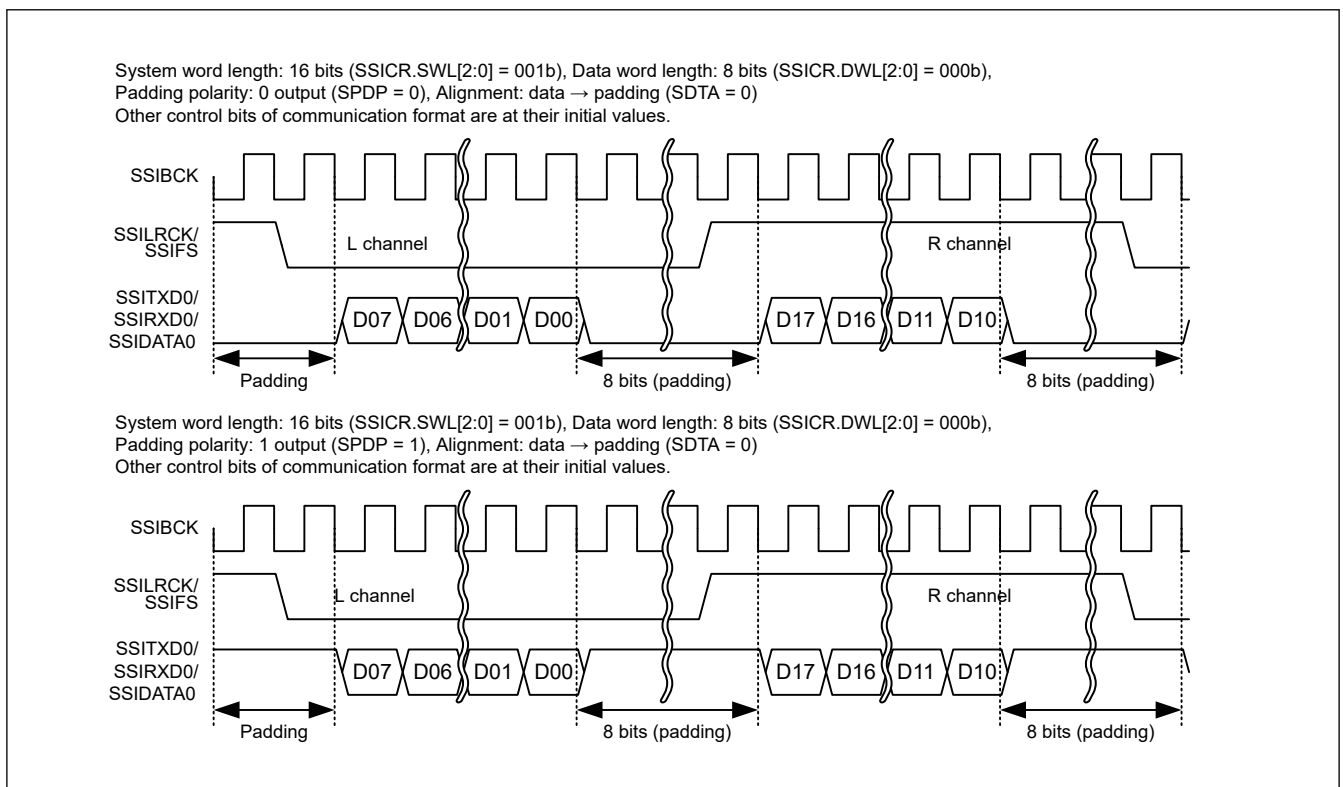 System word length: 16 bits (SSICR.SWL[2:0] = 001b), Data word length: 8 bits (SSICR.DWL[2:0] = 000b),
Padding polarity: 0 output (SPDP = 0), Alignment: data → padding (SDTA = 0)
Other control bits of communication format are at their initial values.
SSIBCK
SSILRCK/
SSIFS
L channel
R channel
SSITXD0/
SSIRXD0/
SSIDATA0
D07 D06 D01 D00 D17 D16 D11 D10
Padding 8 bits (padding) 8 bits (padding)
System word length: 16 bits (SSICR.SWL[2:0] = 001b), Data word length: 8 bits (SSICR.DWL[2:0] = 000b),
Padding polarity: 1 output (SPDP = 1), Alignment: data → padding (SDTA = 0)
Other control bits of communication format are at their initial values.
SSIBCK
SSILRCK/
SSIFS
L channel
R channel
SSITXD0/
SSIRXD0/
SSIDATA0
D07 D06 D01 D00 D17 D16 D11 D10
Padding 8 bits (padding) 8 bits (padding)